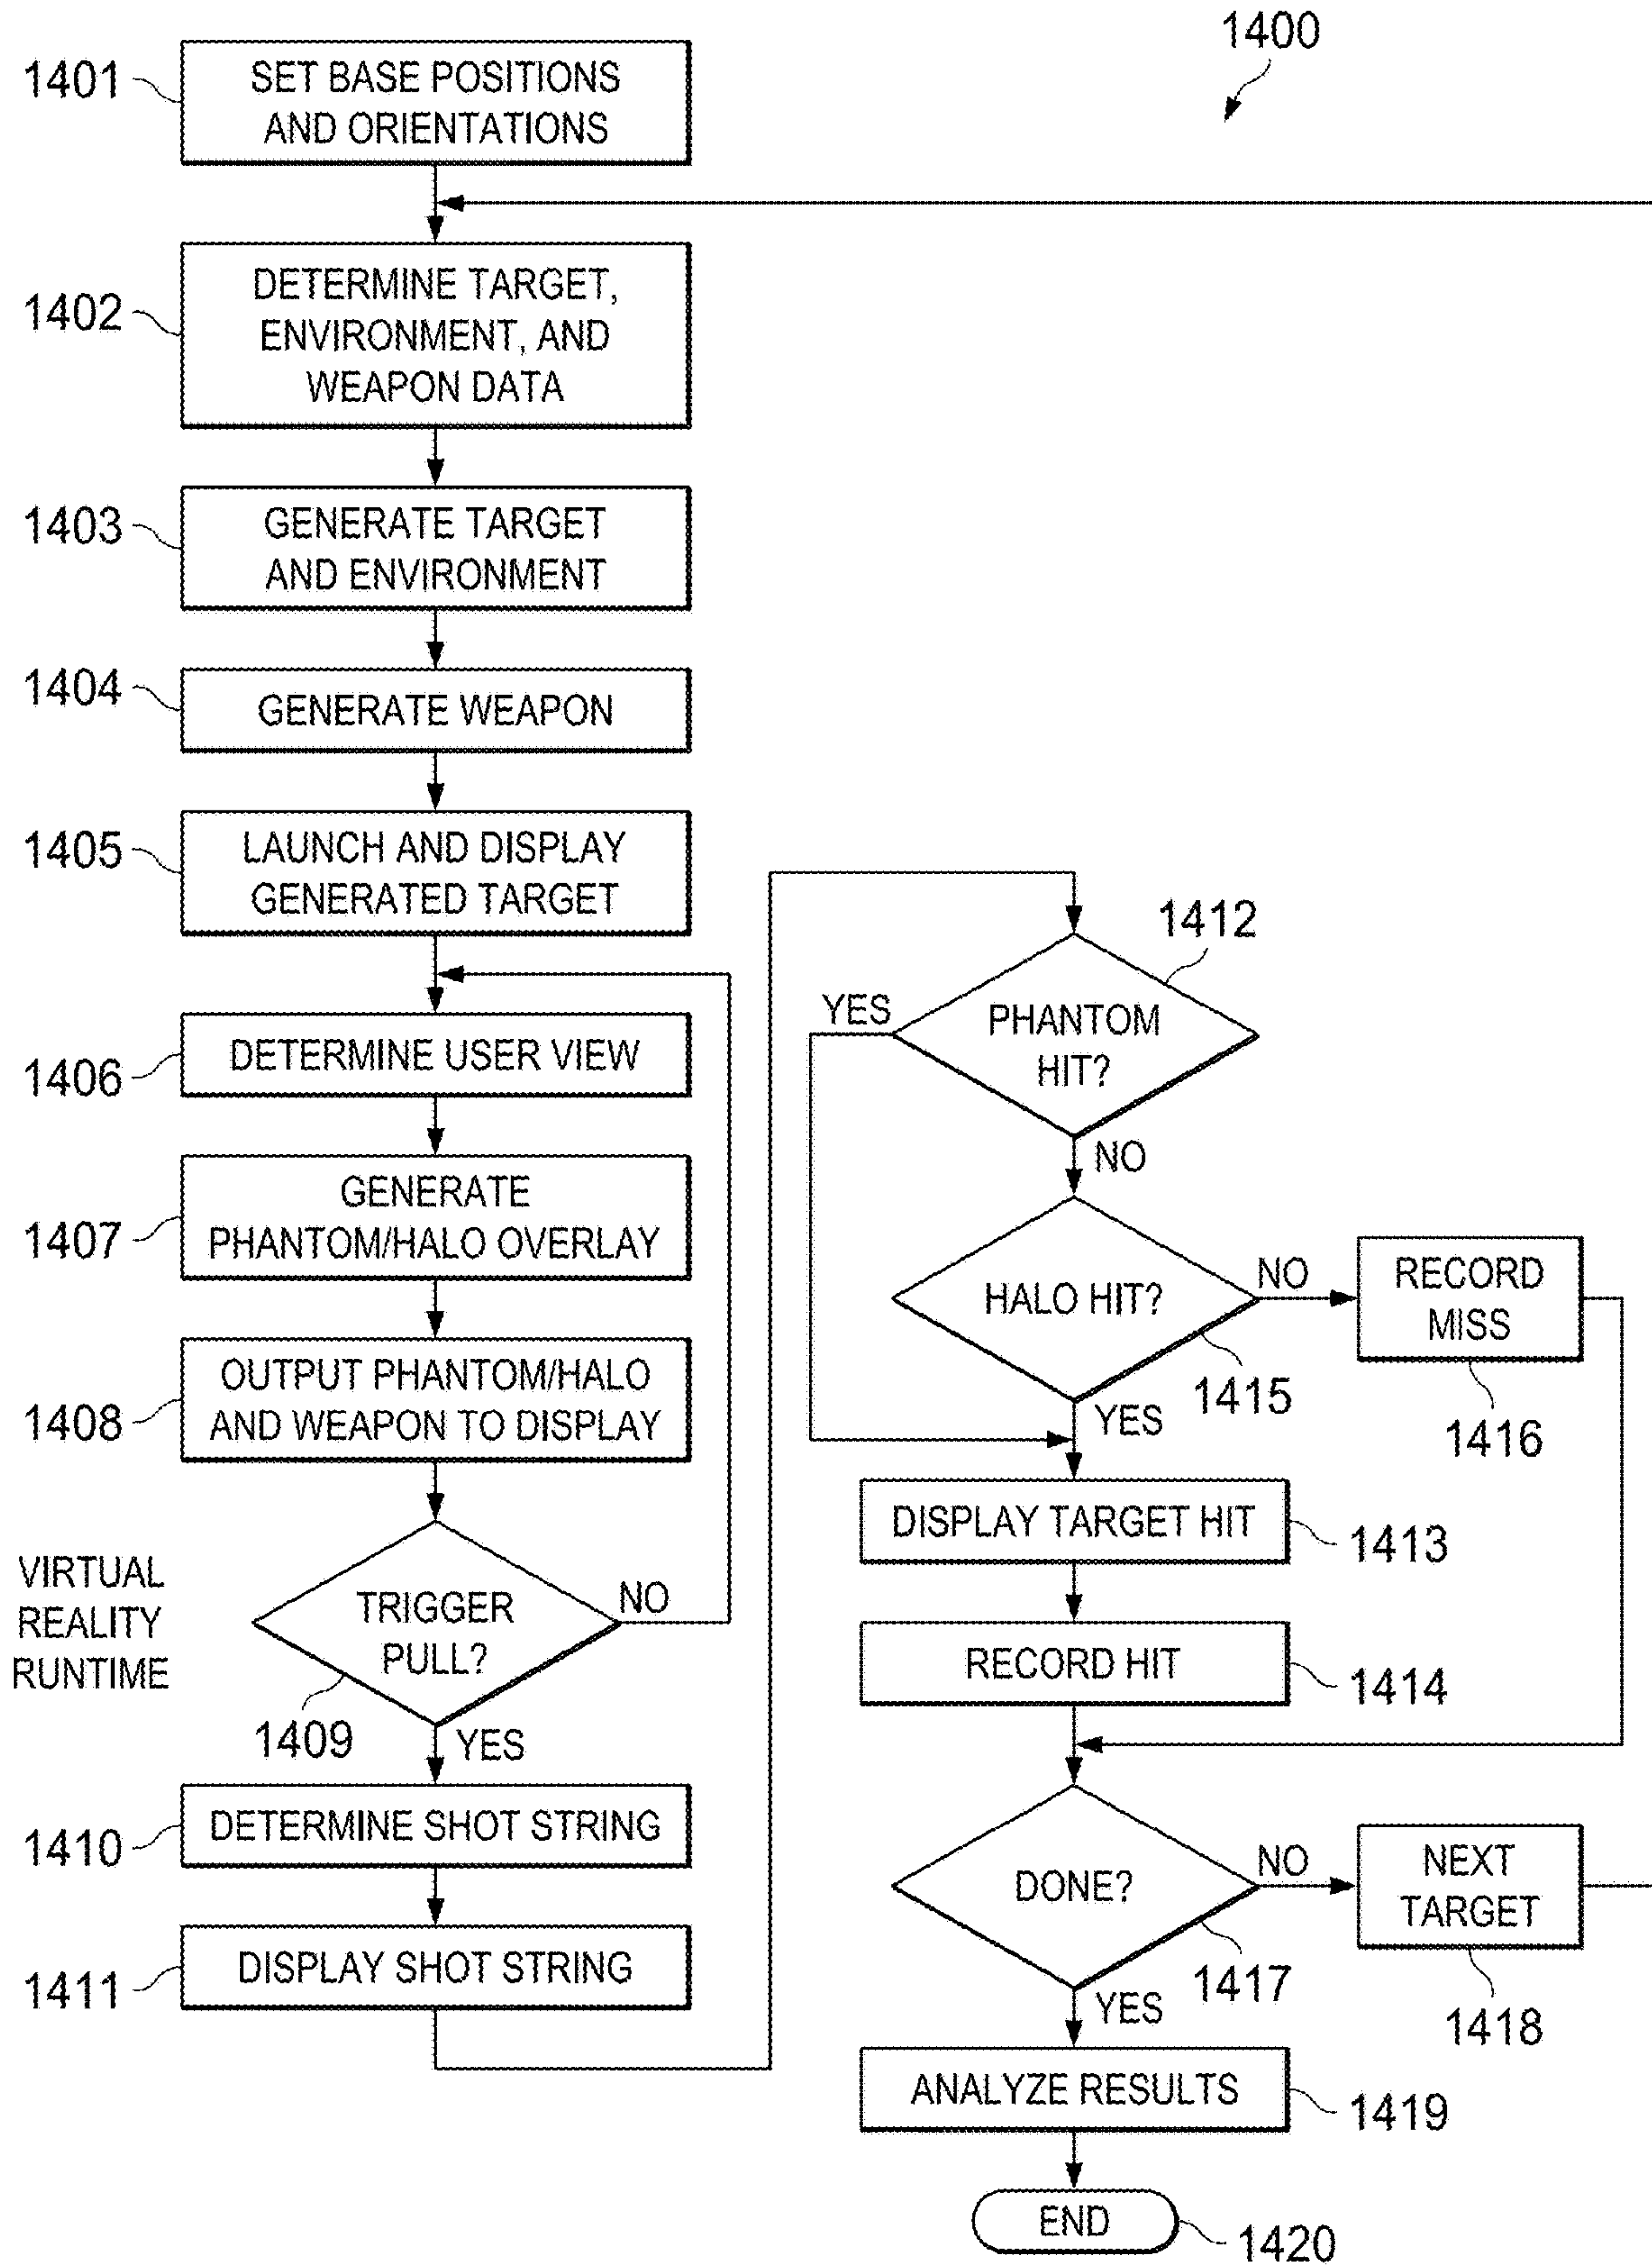 1400
1401
SET BASE POSITIONS
AND ORIENTATIONS
1402
DETERMINE TARGET,
ENVIRONMENT, AND
WEAPON DATA
1403
GENERATE TARGET
AND ENVIRONMENT
1404
GENERATE WEAPON
1405
LAUNCH AND DISPLAY
GENERATED TARGET
1406
DETERMINE USER VIEW
1407
GENERATE
PHANTOM/HALO OVERLAY
1408
OUTPUT PHANTOM/HALO
AND WEAPON TO DISPLAY
VIRTUAL
REALITY
RUNTIME
TRIGGER
PULL?
NO
1409
YES
1410
DETERMINE SHOT STRING
1411
DISPLAY SHOT STRING
1412
YES
PHANTOM
HIT?
NO
HALO HIT?
NO
1415
YES
RECORD
MISS
1416
DISPLAY TARGET HIT
1413
RECORD HIT
1414
DONE?
NO
1417
YES
NEXT
TARGET
1418
ANALYZE RESULTS
1419
END
1420